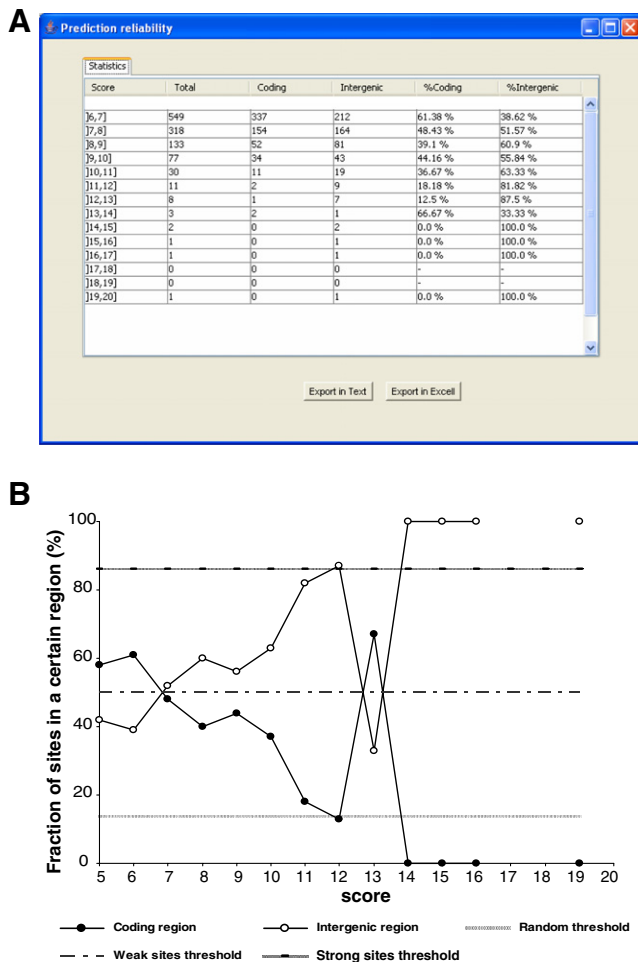 A
Prediction reliability
Statistics
Score Total Coding Intergenic %Coding %Intergenic
]6,7] 549 337 212 61.38 % 38.62 %
]7,8] 318 154 164 48.43 % 51.57 %
]8,9] 133 52 81 39.1 % 60.9 %
]9,10] 77 34 43 44.16 % 55.84 %
]10,11] 30 11 19 36.67 % 63.33 %
]11,12] 11 2 9 18.18 % 81.82 %
]12,13] 8 1 7 12.5 % 87.5 %
]13,14] 3 2 1 66.67 % 33.33 %
]14,15] 2 0 2 0.0 % 100.0 %
]15,16] 1 0 1 0.0 % 100.0 %
]16,17] 1 0 1 0.0 % 100.0 %
]17,18] 0 0 0 - -
]18,19] 0 0 0 - -
]19,20] 1 0 1 0.0 % 100.0 %
Export in Text Export in Excell
B
Fraction of sites in a certain region (%)
100
80
60
40
20
0
5 6 7 8 9 10 11 12 13 14 15 16 17 18 19 20
score
Coding region Intergenic region Random threshold
Weak sites threshold Strong sites threshold